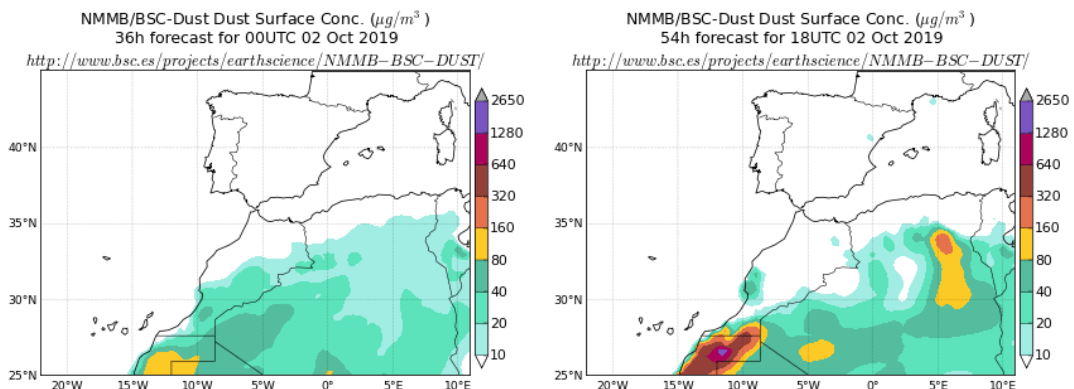 NMMB/BSC-Dust Dust Surface Conc. (μg/m³)
36h forecast for 00UTC 02 Oct 2019
http://www.bsc.es/projects/earthscience/NMMB−BSC−DUST/
40°N
35°N
30°N
25°N
20°W
15°W
10°W
5°W
0°
5°E
10°E
2650
1280
640
320
160
80
40
20
10
NMMB/BSC-Dust Dust Surface Conc. (μg/m³)
54h forecast for 18UTC 02 Oct 2019
http://www.bsc.es/projects/earthscience/NMMB−BSC−DUST/
40°N
35°N
30°N
25°N
20°W
15°W
10°W
5°W
0°
5°E
10°E
2650
1280
640
320
160
80
40
20
10